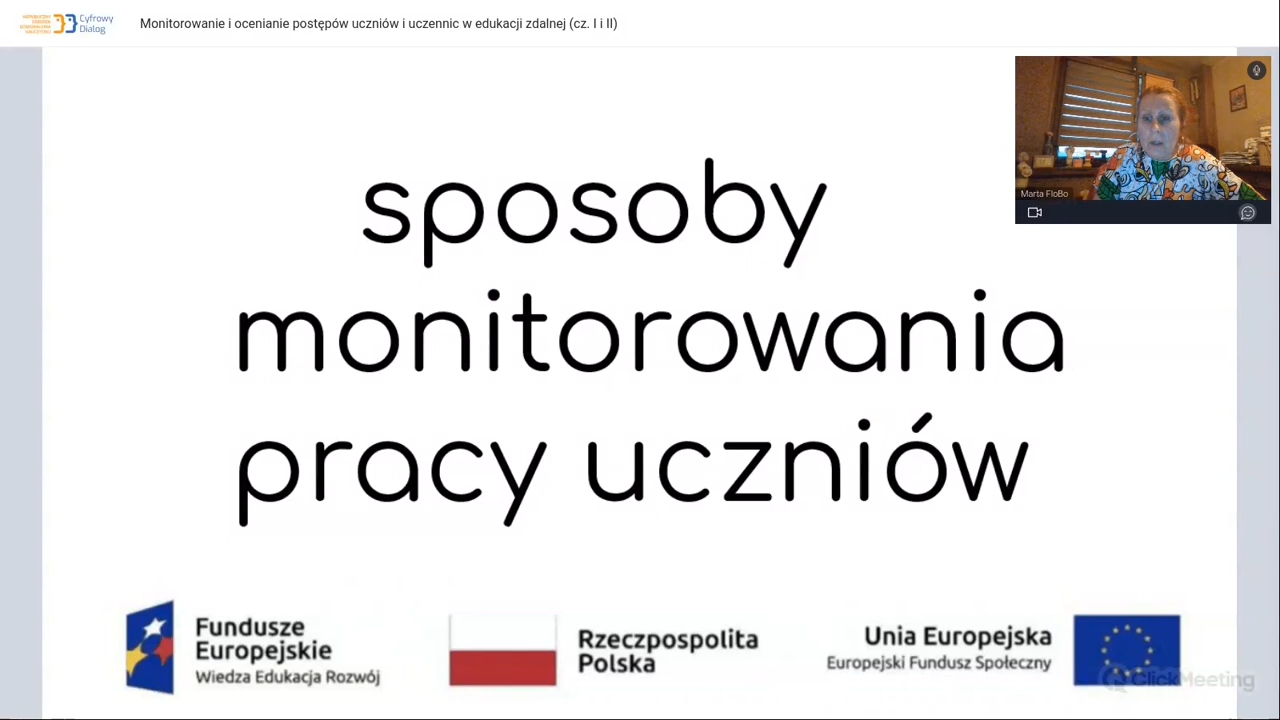 Cyfrowy
Dialog
Monitorowanie i ocenianie postępów uczniów i uczennic w edukacji zdalnej (cz. I i II)
Marta FloBo
sposoby
monitorowania
pracy uczniów
Fundusze
Europejskie
Wiedza Edukacja Rozwój
Rzeczpospolita
Polska
Unia Europejska
Europejski Fundusz Społeczny
ClickMeeting